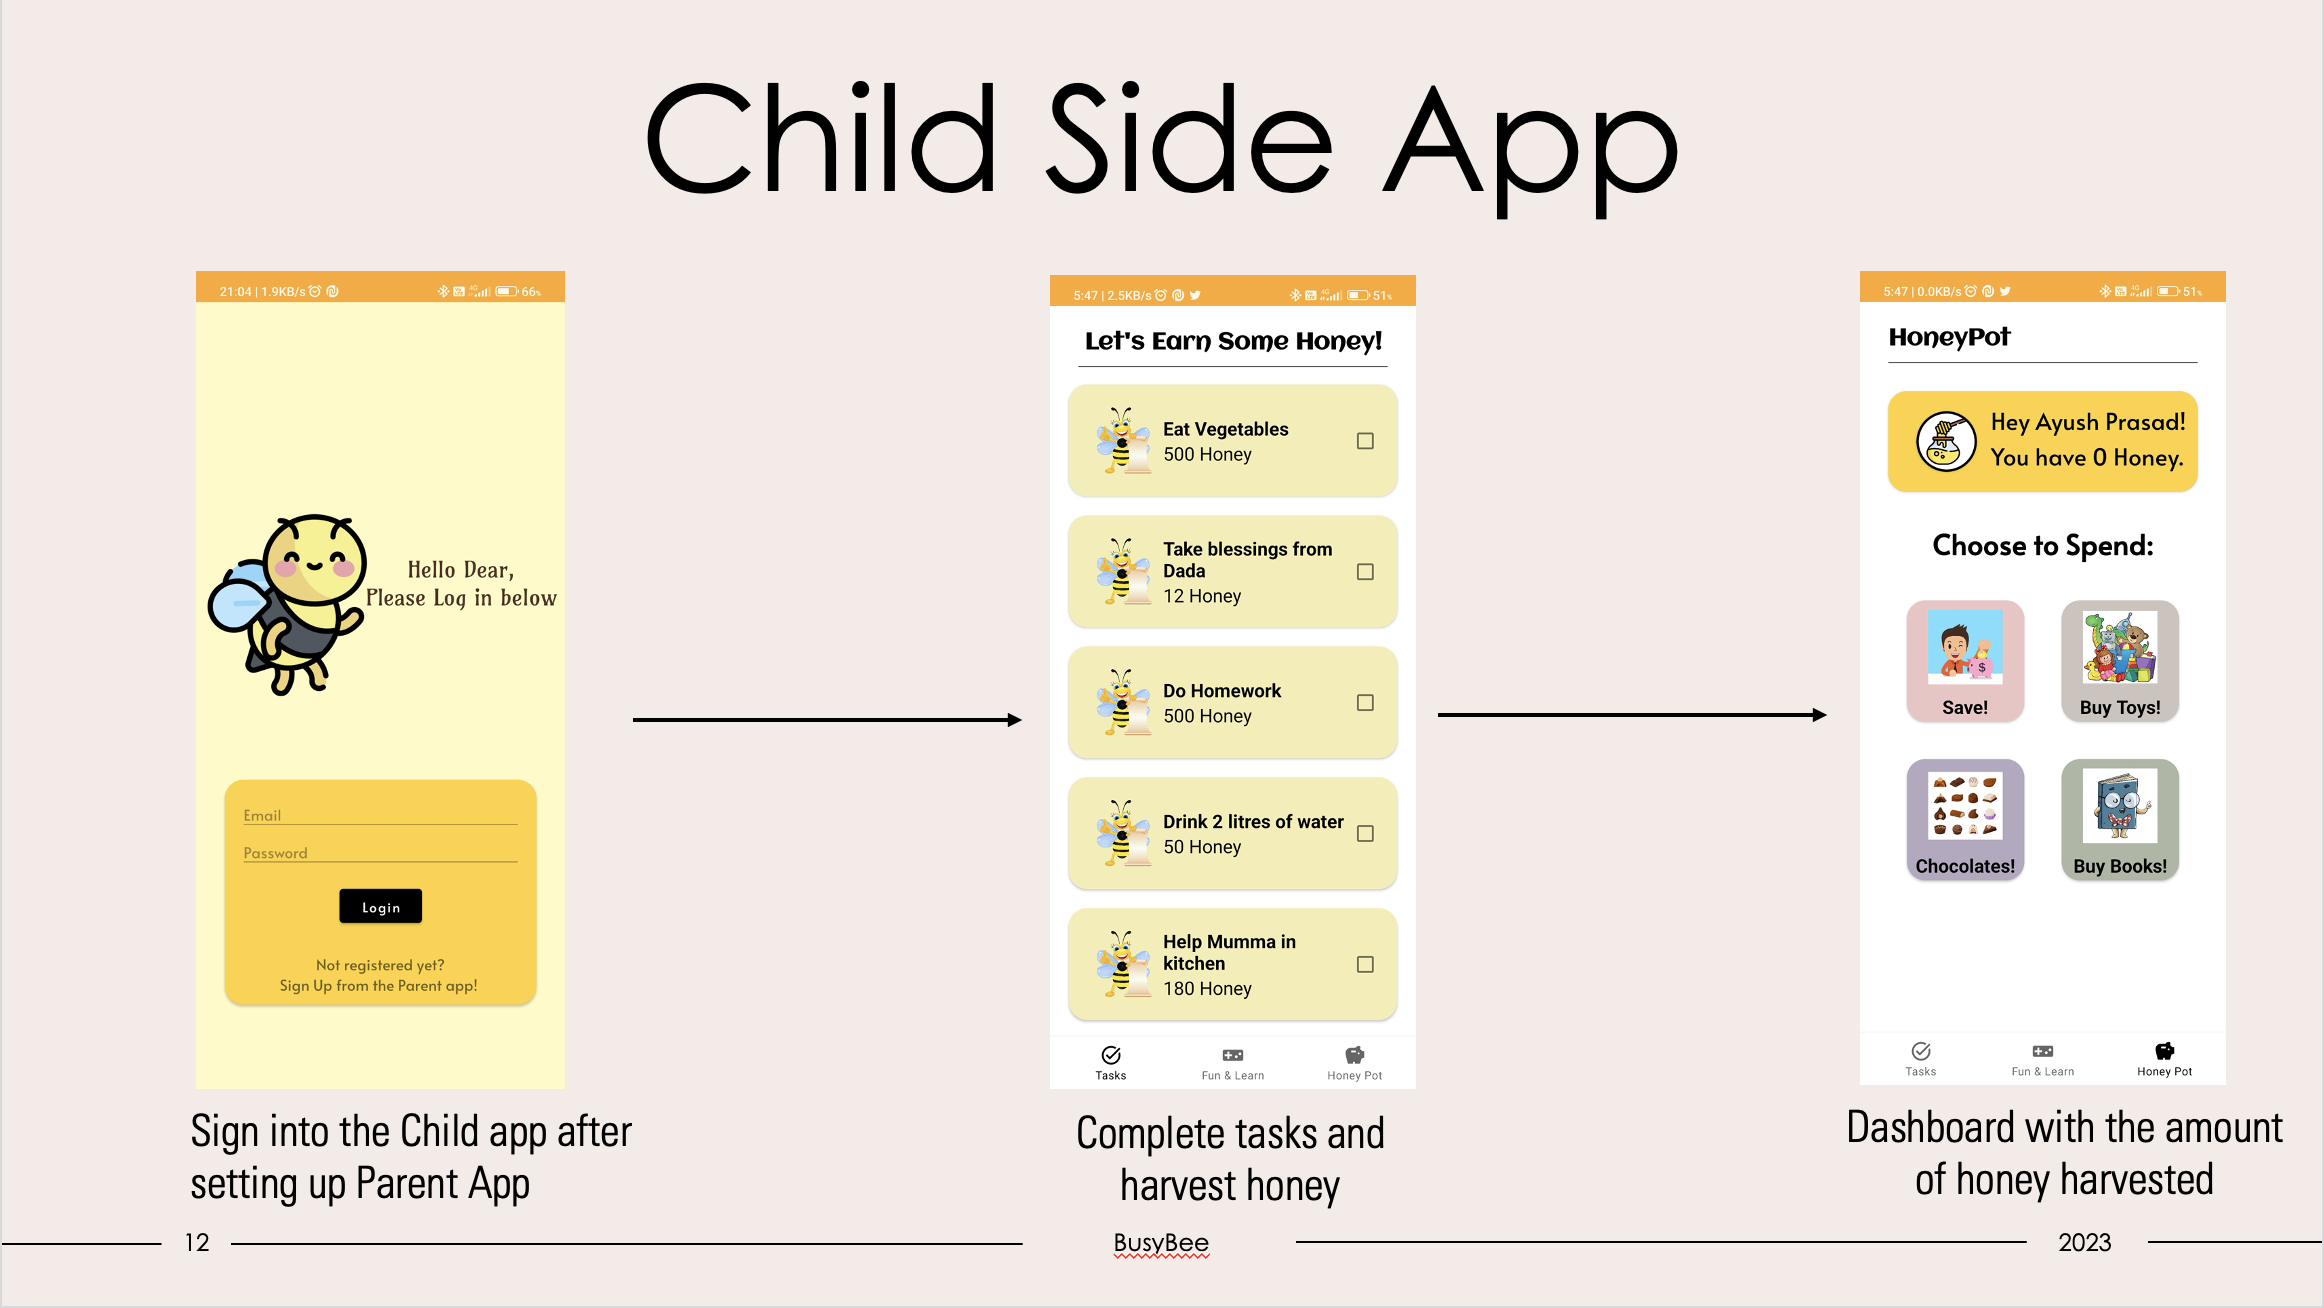 Child Side App
21:04 | 1.9KB/s
4G
66%
Hello Dear,
Please Log in below
Email
Password
Login
Not registered yet?
Sign Up from the Parent app!
Sign into the Child app after
setting up Parent App
5:47 | 2.5KB/s
4G
51%
Let's Earn Some Honey!
Eat Vegetables
500 Honey
Take blessings from
Dada
12 Honey
Do Homework
500 Honey
Drink 2 litres of water
50 Honey
Help Mumma in
kitchen
180 Honey
Tasks
Fun & Learn
Honey Pot
Complete tasks and
harvest honey
5:47 | 0.0KB/s
4G
51%
HoneyPot
Hey Ayush Prasad!
You have 0 Honey.
Choose to Spend:
$
Save!
Buy Toys!
Chocolates!
Buy Books!
Tasks
Fun & Learn
Honey Pot
Dashboard with the amount
of honey harvested
12
BusyBee
2023